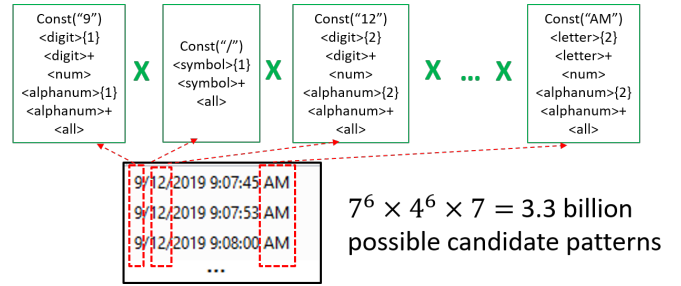 Const(“9”)
<digit>{1}
<digit>+
<num>
<alphanum>{1}
<alphanum>+
<all>
X
Const(“/”)
<symbol>{1}
<symbol>+
<all>
X
Const(“12”)
<digit>{2}
<digit>+
<num>
<alphanum>{2}
<alphanum>+
<all>
X ... X
Const(“AM”)
<letter>{2}
<letter>+
<num>
<alphanum>{2}
<alphanum>+
<all>
9/12/2019 9:07:45 AM
9/12/2019 9:07:53 AM
9/12/2019 9:08:00 AM
...
7⁶ × 4⁶ × 7 = 3.3 billion
possible candidate patterns